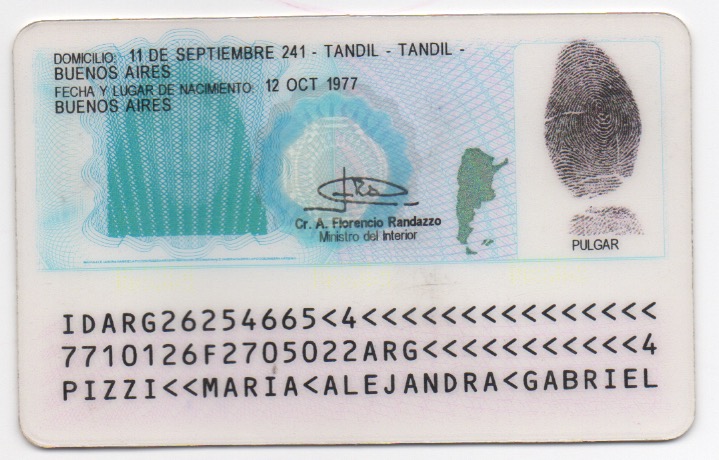 DOMICILIO: 11 DE SEPTIEMBRE 241 - TANDIL - TANDIL -
BUENOS AIRES
FECHA Y LUGAR DE NACIMIENTO: 12 OCT 1977
BUENOS AIRES
Cr. A. Florencio Randazzo
Ministro del Interior
PULGAR
IDARG26254665<4<<<<<<<<<<<<<<<
7710126F2705022ARG<<<<<<<<<<<4
PIZZI<<MARIA<ALEJANDRA<GABRIEL